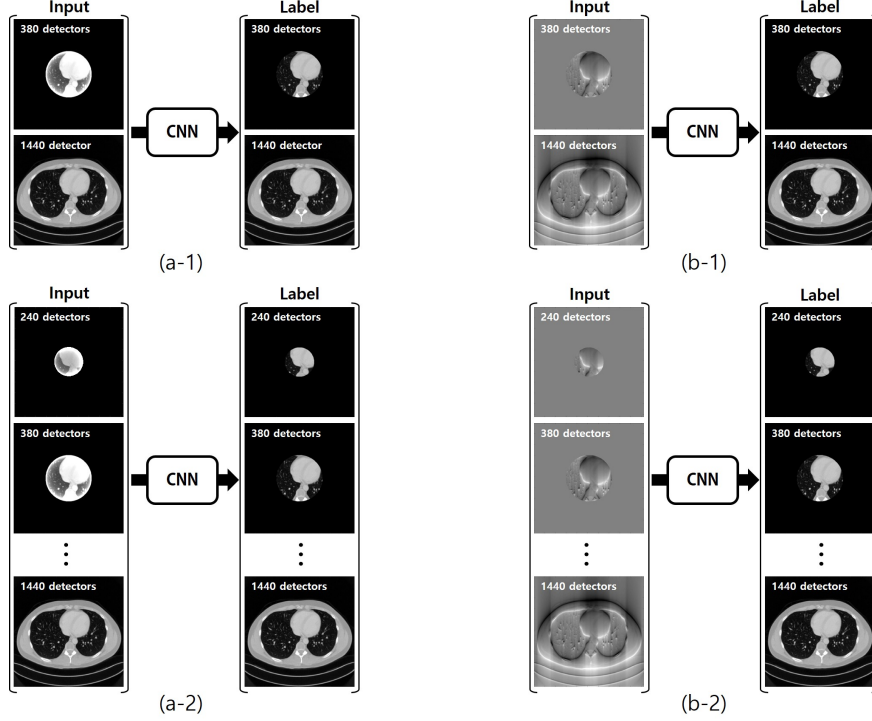 Input
Label
380 detectors
380 detectors
CNN
1440 detector
1440 detector
(a-1)
Input
Label
380 detectors
380 detectors
CNN
1440 detectors
1440 detectors
(b-1)
Input
Label
240 detectors
240 detectors
380 detectors
380 detectors
CNN
1440 detectors
1440 detectors
(a-2)
Input
Label
240 detectors
240 detectors
380 detectors
380 detectors
CNN
1440 detectors
1440 detectors
(b-2)